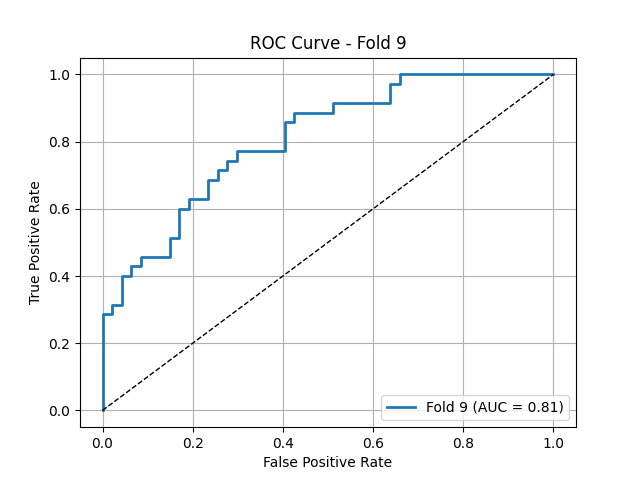 ROC Curve - Fold 9
True Positive Rate
1.0
0.8
0.6
0.4
0.2
0.0
Fold 9 (AUC = 0.81)
0.0 0.2 0.4 0.6 0.8 1.0
False Positive Rate